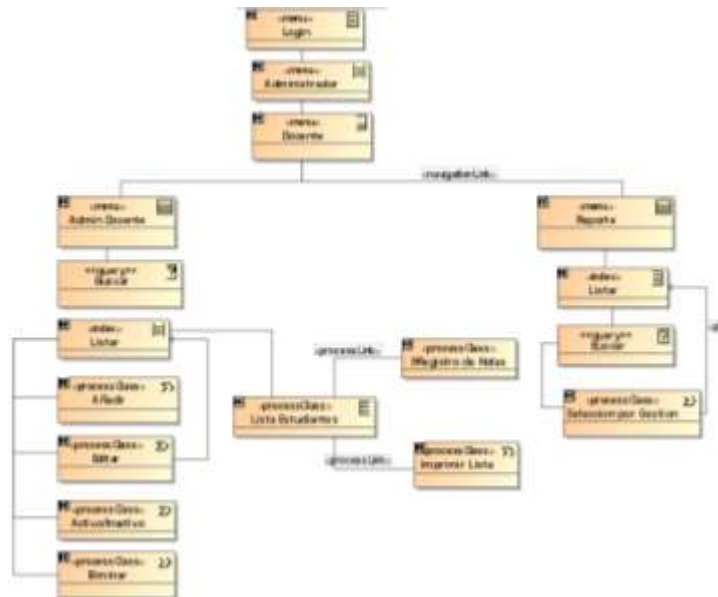 «menu»
Login
«menu»
Administrador
«menu»
Docente
«navigationLink»
«menu»
Admin Docente
«menu»
Reporte
«query»
Buscar
«index»
Listar
«index»
Listar
«query»
Buscar
«processLink»
«processClass»
Registro de Notas
«processClass»
Añadir
«processClass»
Lista Estudiantes
«processClass»
Seleccion por Gestion
«processClass»
Editar
«processLink»
«processClass»
Imprimir Lista
«processClass»
Activo/Inactivo
«processClass»
Eliminar